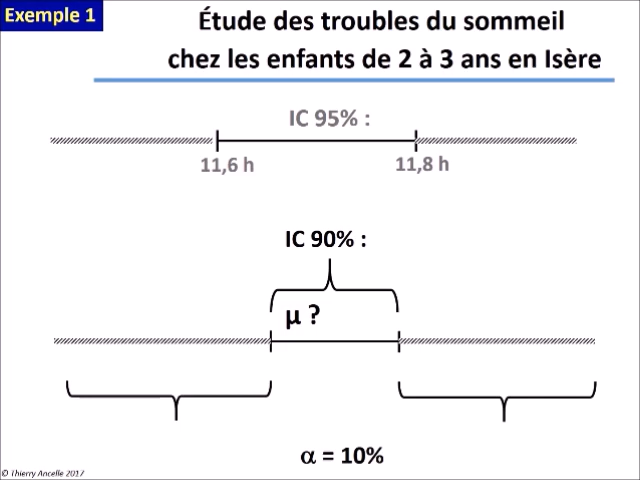 Exemple 1
Étude des troubles du sommeil
chez les enfants de 2 à 3 ans en Isère
IC 95% :
11,6 h 11,8 h
IC 90% :
μ ?
α = 10%
© Thierry Ancelle 2017